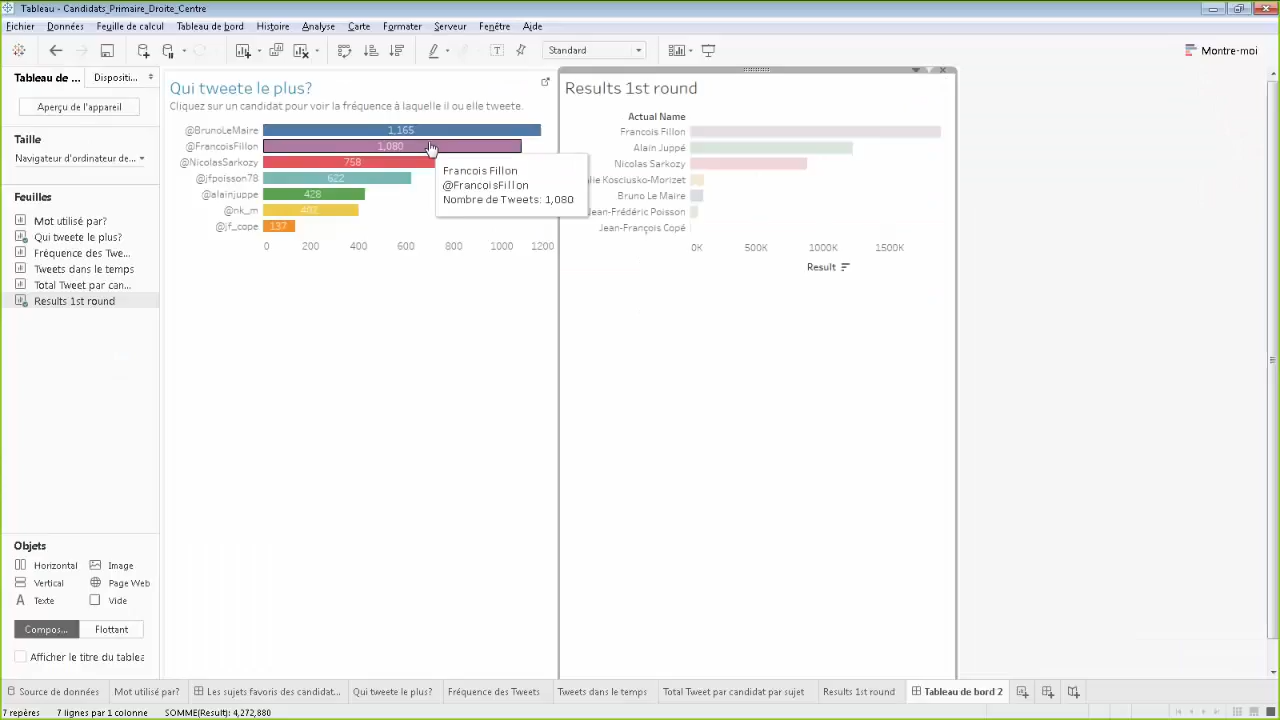 Tableau - Candidats_Primaire_Droite_Centre
Fichier Données Feuille de calcul Tableau de bord Histoire Analyse Carte Formater Serveur Fenêtre Aide
Standard
Montre-moi
Tableau de ... Dispositi...
Aperçu de l'appareil
Taille
Navigateur d'ordinateur de...
Feuilles
Mot utilisé par?
Qui tweete le plus?
Fréquence des Twe...
Tweets dans le temps
Total Tweet par can...
Results 1st round
Objets
Horizontal Image
Vertical Page Web
Texte Vide
Compos... Flottant
Afficher le titre du tablea
Qui tweete le plus?
Cliquez sur un candidat pour voir la fréquence à laquelle il ou elle tweete.
@BrunoLeMaire 1,165
@FrancoisFillon 1,080
@NicolasSarkozy 758
@jfpoisson78 622
@alainjuppe 428
@nk_m 402
@jf_cope 137
0 200 400 600 800 1000 1200
Francois Fillon
@FrancoisFillon
Nombre de Tweets: 1,080
Results 1st round
Actual Name
Francois Fillon
Alain Juppé
Nicolas Sarkozy
lie Kosciusko-Morizet
Bruno Le Maire
Jean-Frédéric Poisson
Jean-François Copé
0K 500K 1000K 1500K
Result
Source de données Mot utilisé par? Les sujets favoris des candidat... Qui tweete le plus? Fréquence des Tweets Tweets dans le temps Total Tweet par candidat par sujet Results 1st round Tableau de bord 2
7 repères 7 lignes par 1 colonne SOMME(Result): 4,272,880